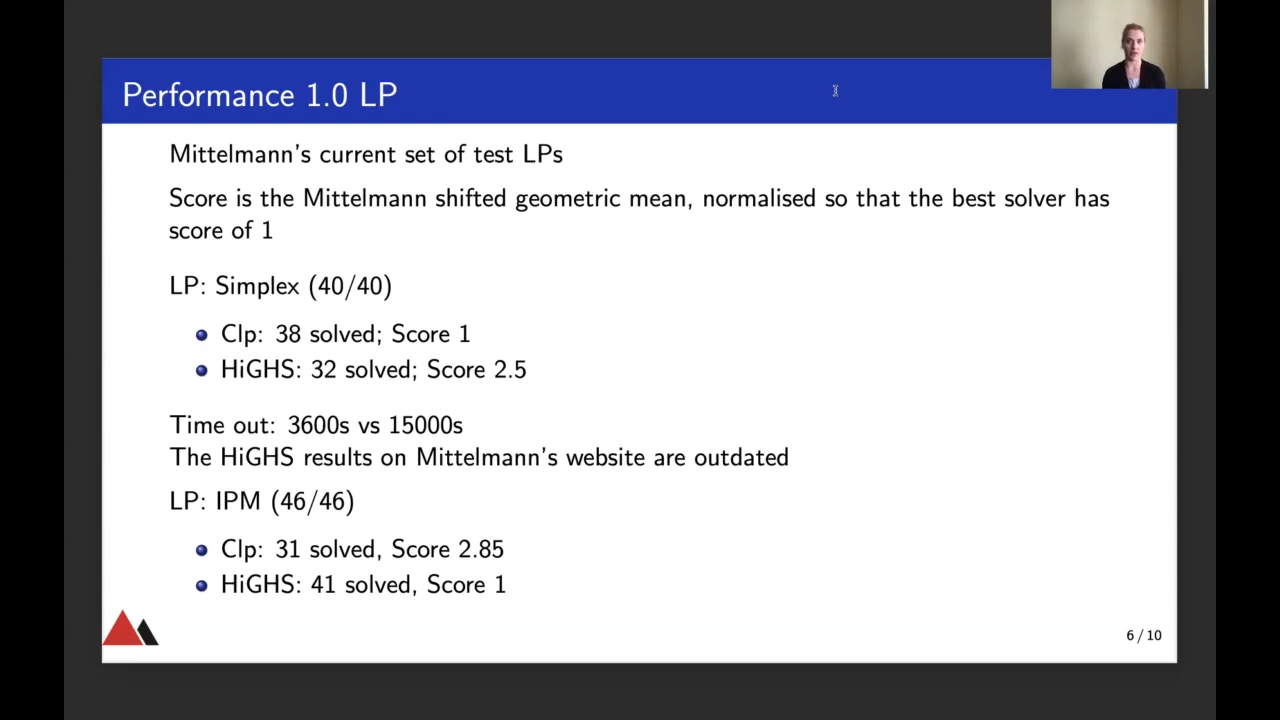 Performance 1.0 LP
Mittelmann's current set of test LPs
Score is the Mittelmann shifted geometric mean, normalised so that the best solver has
score of 1
LP: Simplex (40/40)
Clp: 38 solved; Score 1
HiGHS: 32 solved; Score 2.5
Time out: 3600s vs 15000s
The HiGHS results on Mittelmann's website are outdated
LP: IPM (46/46)
Clp: 31 solved, Score 2.85
HiGHS: 41 solved, Score 1
6 / 10